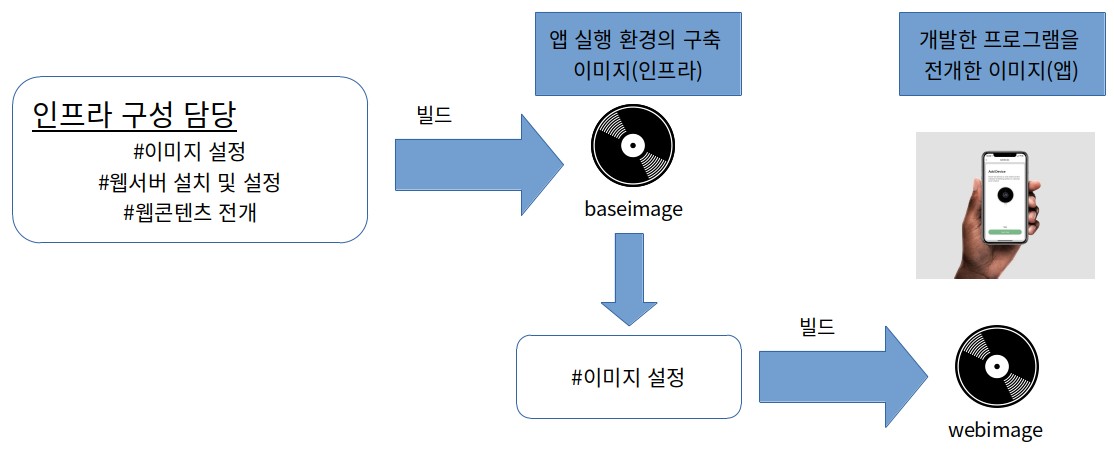 앱 실행 환경의 구축
이미지(인프라)
개발한 프로그램을
전개한 이미지(앱)
인프라 구성 담당
#이미지 설정
#웹서버 설치 및 설정
#웹콘텐츠 전개
빌드
baseimage
#이미지 설정
빌드
webimage